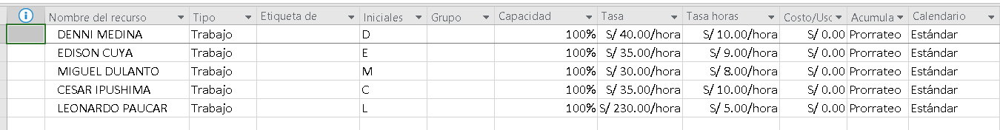 Nombre del recurso Tipo Etiqueta de Iniciales Grupo Capacidad Tasa Tasa horas Costo/Uso Acumula Calendario
DENNI MEDINA Trabajo D 100% S/ 40.00/hora S/ 10.00/hora S/ 0.00 Prorrateo Estándar
EDISON CUYA Trabajo E 100% S/ 35.00/hora S/ 9.00/hora S/ 0.00 Prorrateo Estándar
MIGUEL DULANTO Trabajo M 100% S/ 30.00/hora S/ 8.00/hora S/ 0.00 Prorrateo Estándar
CESAR IPUSHIMA Trabajo C 100% S/ 35.00/hora S/ 10.00/hora S/ 0.00 Prorrateo Estándar
LEONARDO PAUCAR Trabajo L 100% S/ 230.00/hora S/ 5.00/hora S/ 0.00 Prorrateo Estándar